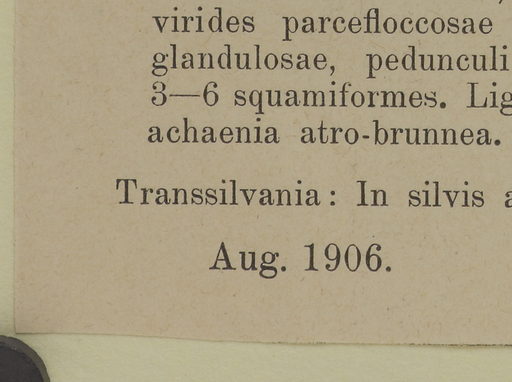 virides parcefloccosae
glandulosae, pedunculi
3—6 squamiformes. Lig
achaenia atro-brunnea.
Transsilvania: In silvis a
Aug. 1906.